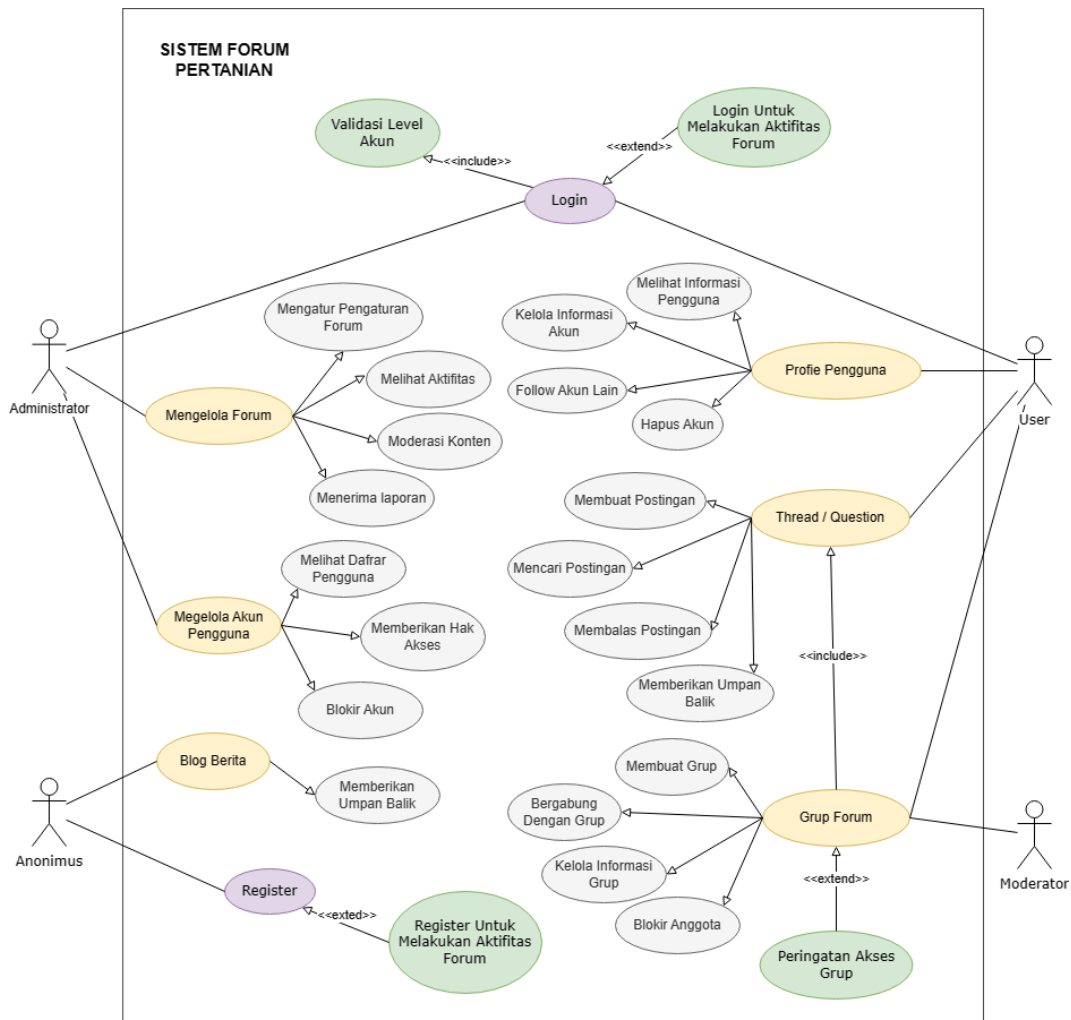 SISTEM FORUM
PERTANIAN
Validasi Level
Akun
Login Untuk
Melakukan Aktifitas
Forum
<<include>>
<<extend>>
Login
Mengatur Pengaturan
Forum
Melihat Aktifitas
Moderasi Konten
Menerima laporan
Mengelola Forum
Administrator
Melihat Informasi
Pengguna
Kelola Informasi
Akun
Follow Akun Lain
Hapus Akun
Profie Pengguna
User
Membuat Postingan
Mencari Postingan
Membalas Postingan
Memberikan Umpan
Balik
Thread / Question
<<include>>
Melihat Dafrar
Pengguna
Memberikan Hak
Akses
Blokir Akun
Megelola Akun
Pengguna
Blog Berita
Memberikan
Umpan Balik
Anonimus
Register
<<exted>>
Register Untuk
Melakukan Aktifitas
Forum
Membuat Grup
Bergabung
Dengan Grup
Kelola Informasi
Grup
Blokir Anggota
Grup Forum
Moderator
<<extend>>
Peringatan Akses
Grup